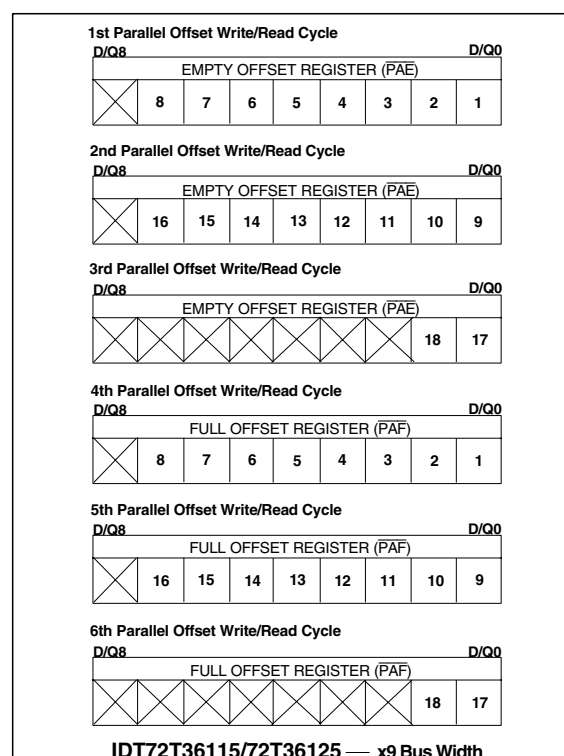 1st Parallel Offset Write/Read Cycle
D/Q8 D/Q0
EMPTY OFFSET REGISTER (PAE)
8 7 6 5 4 3 2 1
2nd Parallel Offset Write/Read Cycle
D/Q8 D/Q0
EMPTY OFFSET REGISTER (PAE)
16 15 14 13 12 11 10 9
3rd Parallel Offset Write/Read Cycle
D/Q8 D/Q0
EMPTY OFFSET REGISTER (PAE)
18 17
4th Parallel Offset Write/Read Cycle
D/Q8 D/Q0
FULL OFFSET REGISTER (PAF)
8 7 6 5 4 3 2 1
5th Parallel Offset Write/Read Cycle
D/Q8 D/Q0
FULL OFFSET REGISTER (PAF)
16 15 14 13 12 11 10 9
6th Parallel Offset Write/Read Cycle
D/Q8 D/Q0
FULL OFFSET REGISTER (PAF)
18 17
IDT72T36115/72T36125 — x9 Bus Width